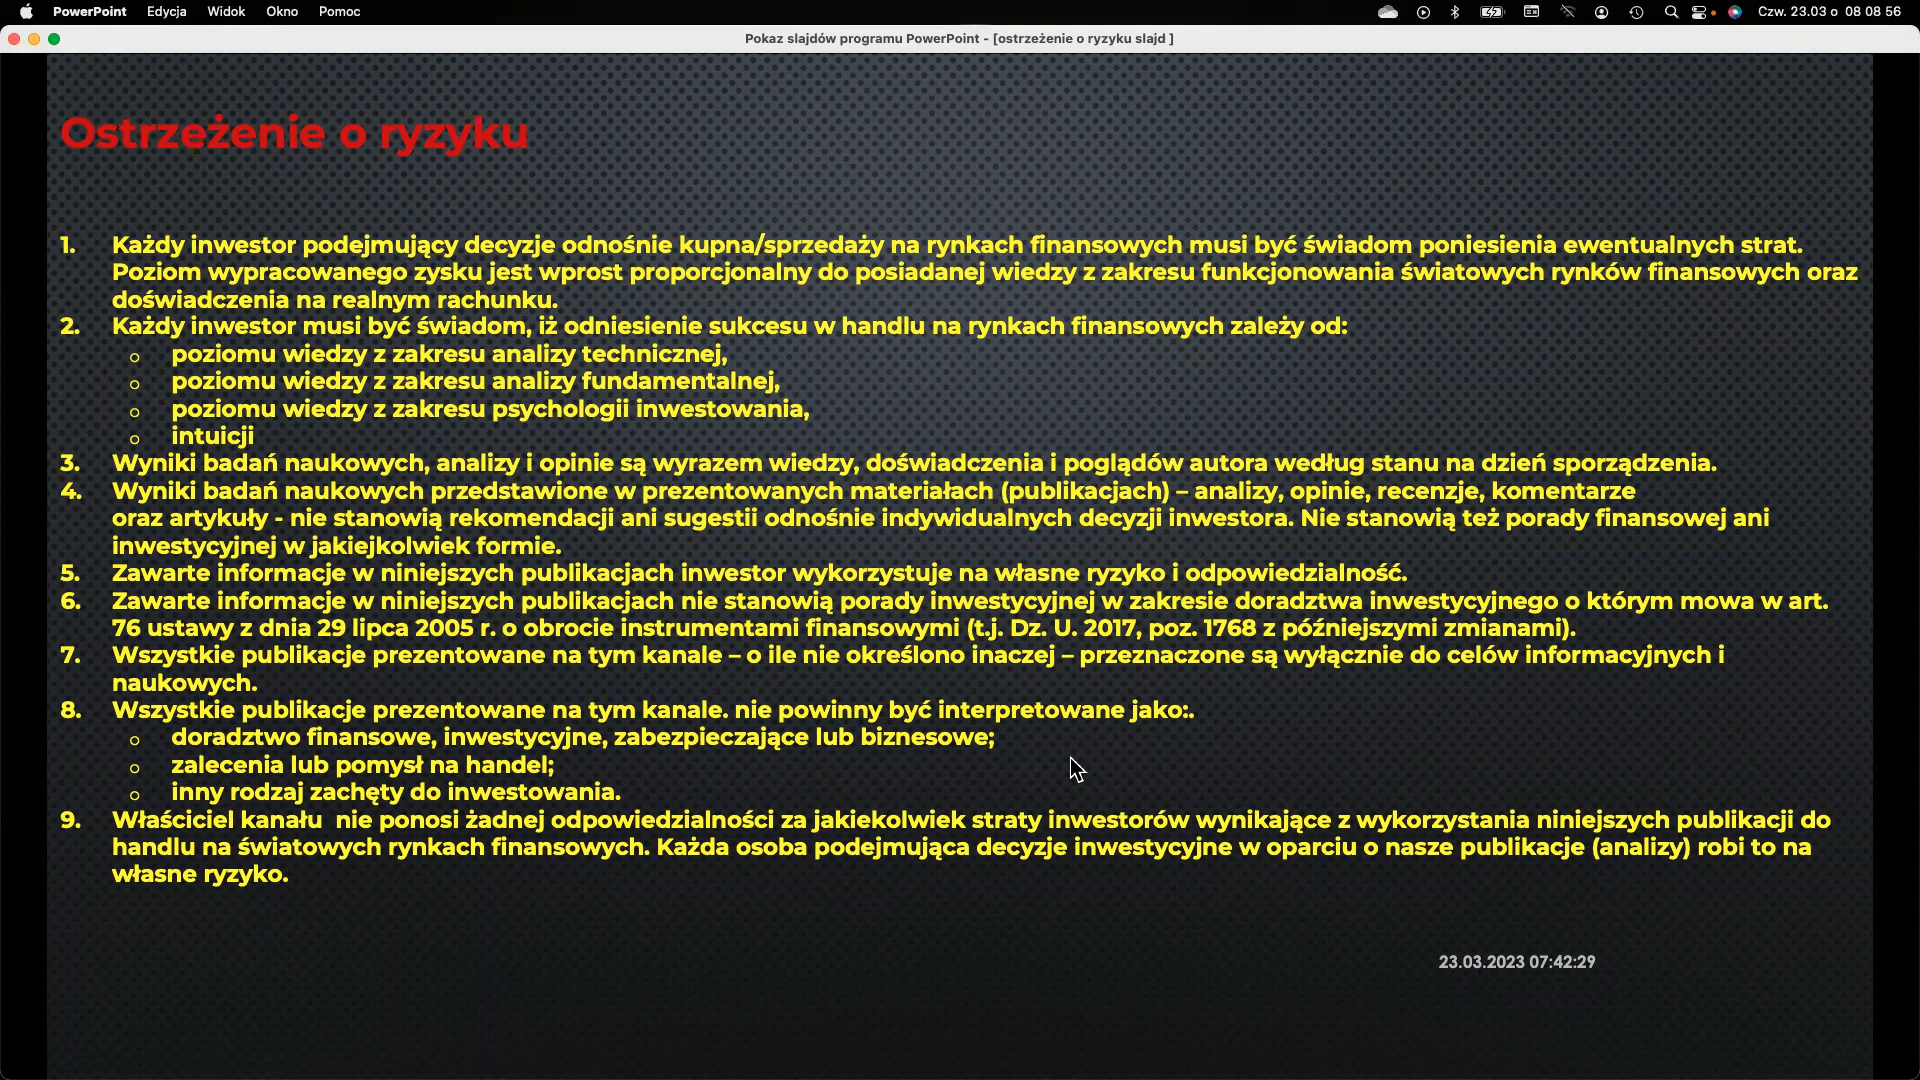 PowerPoint Edycja Widok Okno Pomoc
Czw. 23.03 o 08 08 56
Pokaz slajdów programu PowerPoint - [ostrzeżenie o ryzyku slajd ]
Ostrzeżenie o ryzyku
1. Każdy inwestor podejmujący decyzje odnośnie kupna/sprzedaży na rynkach finansowych musi być świadom poniesienia ewentualnych strat.
Poziom wypracowanego zysku jest wprost proporcjonalny do posiadanej wiedzy z zakresu funkcjonowania światowych rynków finansowych oraz
doświadczenia na realnym rachunku.
2. Każdy inwestor musi być świadom, iż odniesienie sukcesu w handlu na rynkach finansowych zależy od:
o poziomu wiedzy z zakresu analizy technicznej,
o poziomu wiedzy z zakresu analizy fundamentalnej,
o poziomu wiedzy z zakresu psychologii inwestowania,
o intuicji
3. Wyniki badań naukowych, analizy i opinie są wyrazem wiedzy, doświadczenia i poglądów autora według stanu na dzień sporządzenia.
4. Wyniki badań naukowych przedstawione w prezentowanych materiałach (publikacjach) – analizy, opinie, recenzje, komentarze
oraz artykuły - nie stanowią rekomendacji ani sugestii odnośnie indywidualnych decyzji inwestora. Nie stanowią też porady finansowej ani
inwestycyjnej w jakiejkolwiek formie.
5. Zawarte informacje w niniejszych publikacjach inwestor wykorzystuje na własne ryzyko i odpowiedzialność.
6. Zawarte informacje w niniejszych publikacjach nie stanowią porady inwestycyjnej w zakresie doradztwa inwestycyjnego o którym mowa w art.
76 ustawy z dnia 29 lipca 2005 r. o obrocie instrumentami finansowymi (t.j. Dz. U. 2017, poz. 1768 z późniejszymi zmianami).
7. Wszystkie publikacje prezentowane na tym kanale – o ile nie określono inaczej – przeznaczone są wyłącznie do celów informacyjnych i
naukowych.
8. Wszystkie publikacje prezentowane na tym kanale. nie powinny być interpretowane jako:.
o doradztwo finansowe, inwestycyjne, zabezpieczające lub biznesowe;
o zalecenia lub pomysł na handel;
o inny rodzaj zachęty do inwestowania.
9. Właściciel kanału  nie ponosi żadnej odpowiedzialności za jakiekolwiek straty inwestorów wynikające z wykorzystania niniejszych publikacji do
handlu na światowych rynkach finansowych. Każda osoba podejmująca decyzje inwestycyjne w oparciu o nasze publikacje (analizy) robi to na
własne ryzyko.
23.03.2023 07:42:29